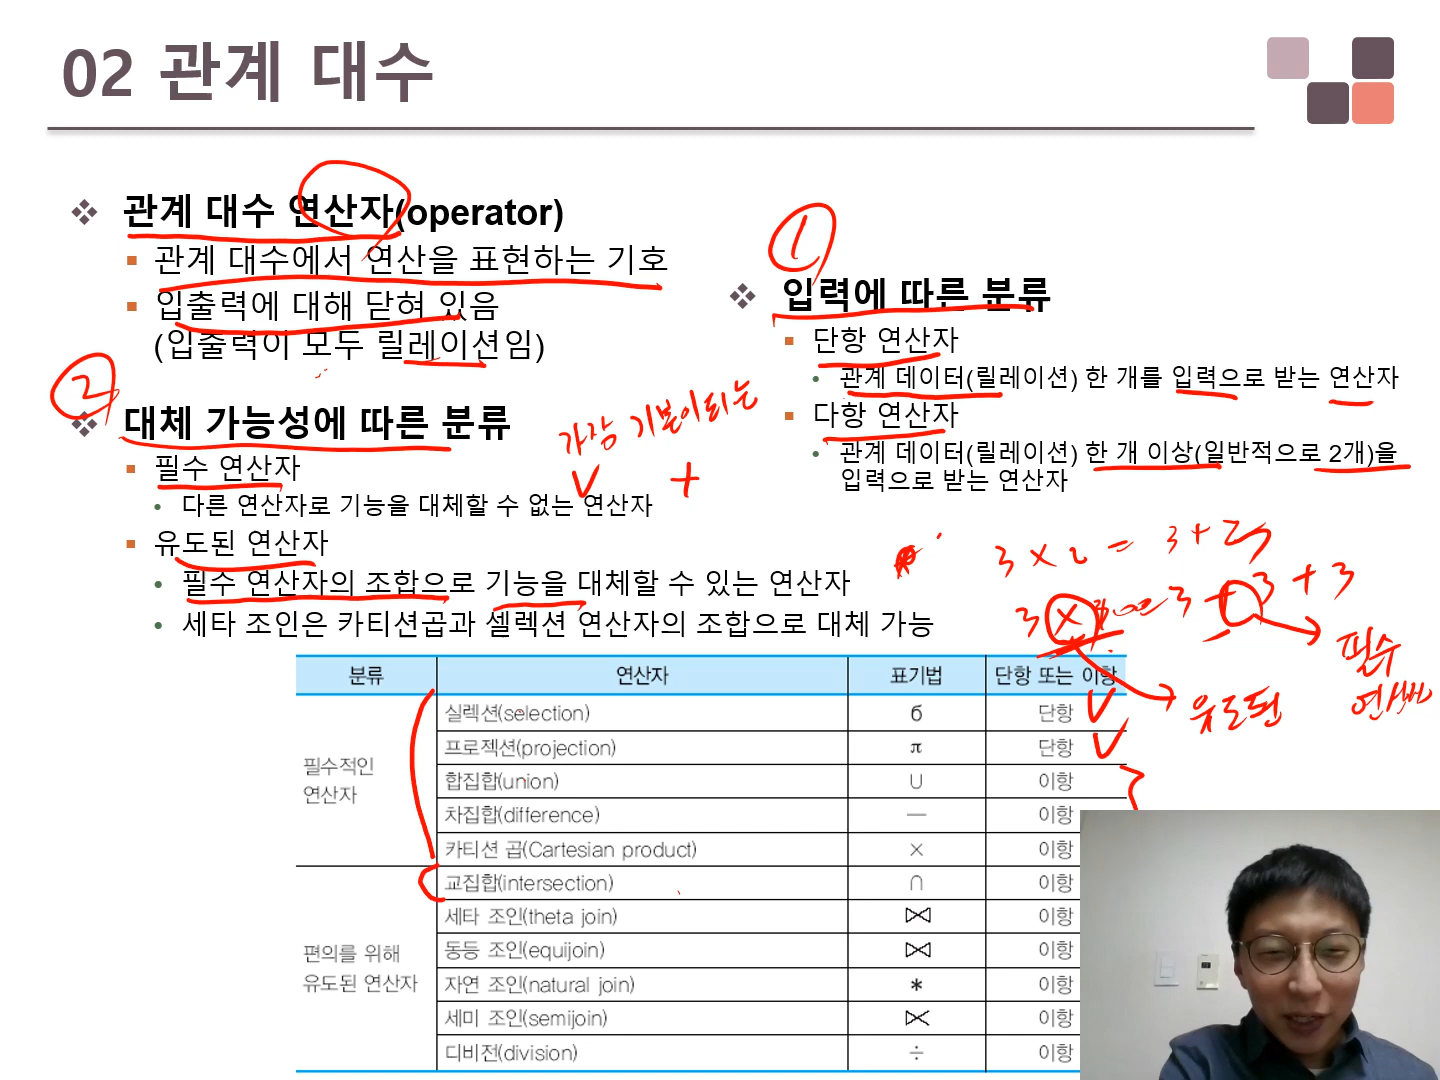 02 관계 대수
관계 대수 연산자(operator)
관계 대수에서 연산을 표현하는 기호
입출력에 대해 닫혀 있음
(입출력이 모두 릴레이션임)
2
대체 가능성에 따른 분류
필수 연산자
다른 연산자로 기능을 대체할 수 없는 연산자
유도된 연산자
필수 연산자의 조합으로 기능을 대체할 수 있는 연산자
세타 조인은 카티션곱과 셀렉션 연산자의 조합으로 대체 가능
가장 기본이되는
+
1
입력에 따른 분류
단항 연산자
관계 데이터(릴레이션) 한 개를 입력으로 받는 연산자
다항 연산자
관계 데이터(릴레이션) 한 개 이상(일반적으로 2개)을
입력으로 받는 연산자
3 × 2 = 3 +
3 × 3 + 3 + 3
필수
유도된
분류 연산자 표기법 단항 또는 이항
필수적인
연산자
실렉션(selection) б 단항
프로젝션(projection) π 단항
합집합(union) ∪ 이항
차집합(difference) — 이항
카티션 곱(Cartesian product) × 이항
편의를 위해
유도된 연산자
교집합(intersection) ∩ 이항
세타 조인(theta join) ⋈ 이항
동등 조인(equijoin) ⋈ 이항
자연 조인(natural join) * 이항
세미 조인(semijoin) ⋉ 이항
디비전(division) ÷ 이항